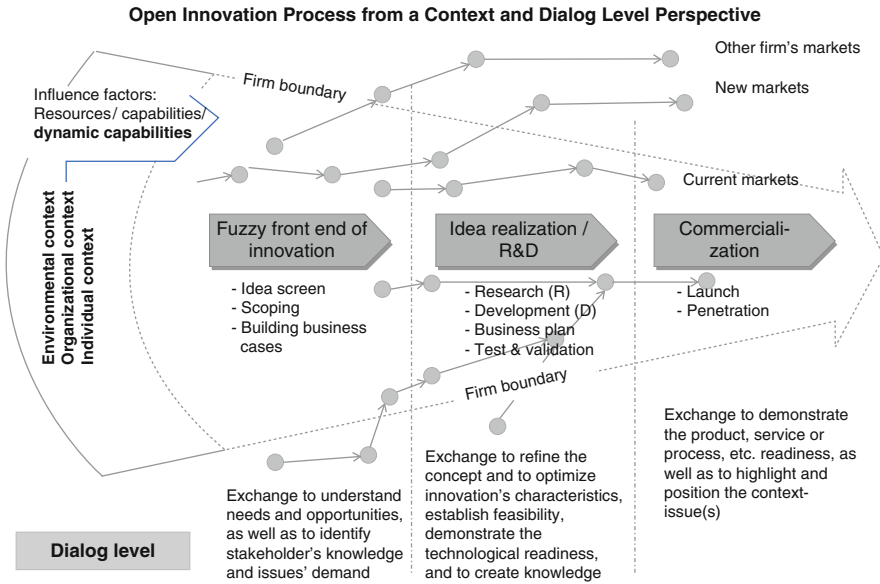 Open Innovation Process from a Context and Dialog Level Perspective
Other firm's markets
Firm boundary
New markets
Influence factors:
Resources/ capabilities/
dynamic capabilities
Current markets
Environmental context
Organizational context
Individual context
Fuzzy front end of
innovation
Idea realization /
R&D
Commerciali-
zation
- Idea screen
- Scoping
- Building business
cases
- Research (R)
- Development (D)
- Business plan
- Test & validation
- Launch
- Penetration
Firm boundary
Exchange to understand
needs and opportunities,
as well as to identify
stakeholder's knowledge
and issues' demand
Exchange to refine the
concept and to optimize
innovation's characteristics,
establish feasibility,
demonstrate the
technological readiness,
and to create knowledge
Exchange to demonstrate
the product, service or
process, etc. readiness, as
well as to highlight and
position the context-
issue(s)
Dialog level